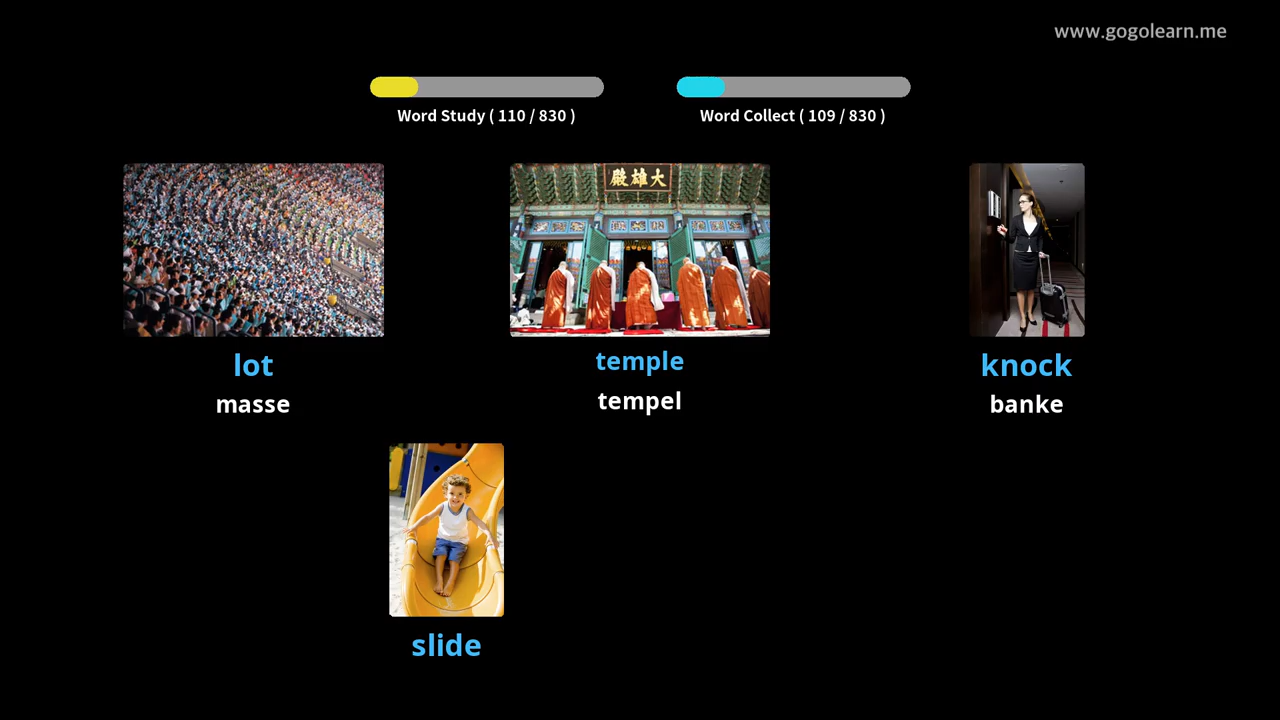 www.gogolearn.me
Word Study ( 110 / 830 )
Word Collect ( 109 / 830 )
殿雄大
lot
temple
knock
masse
tempel
banke
slide